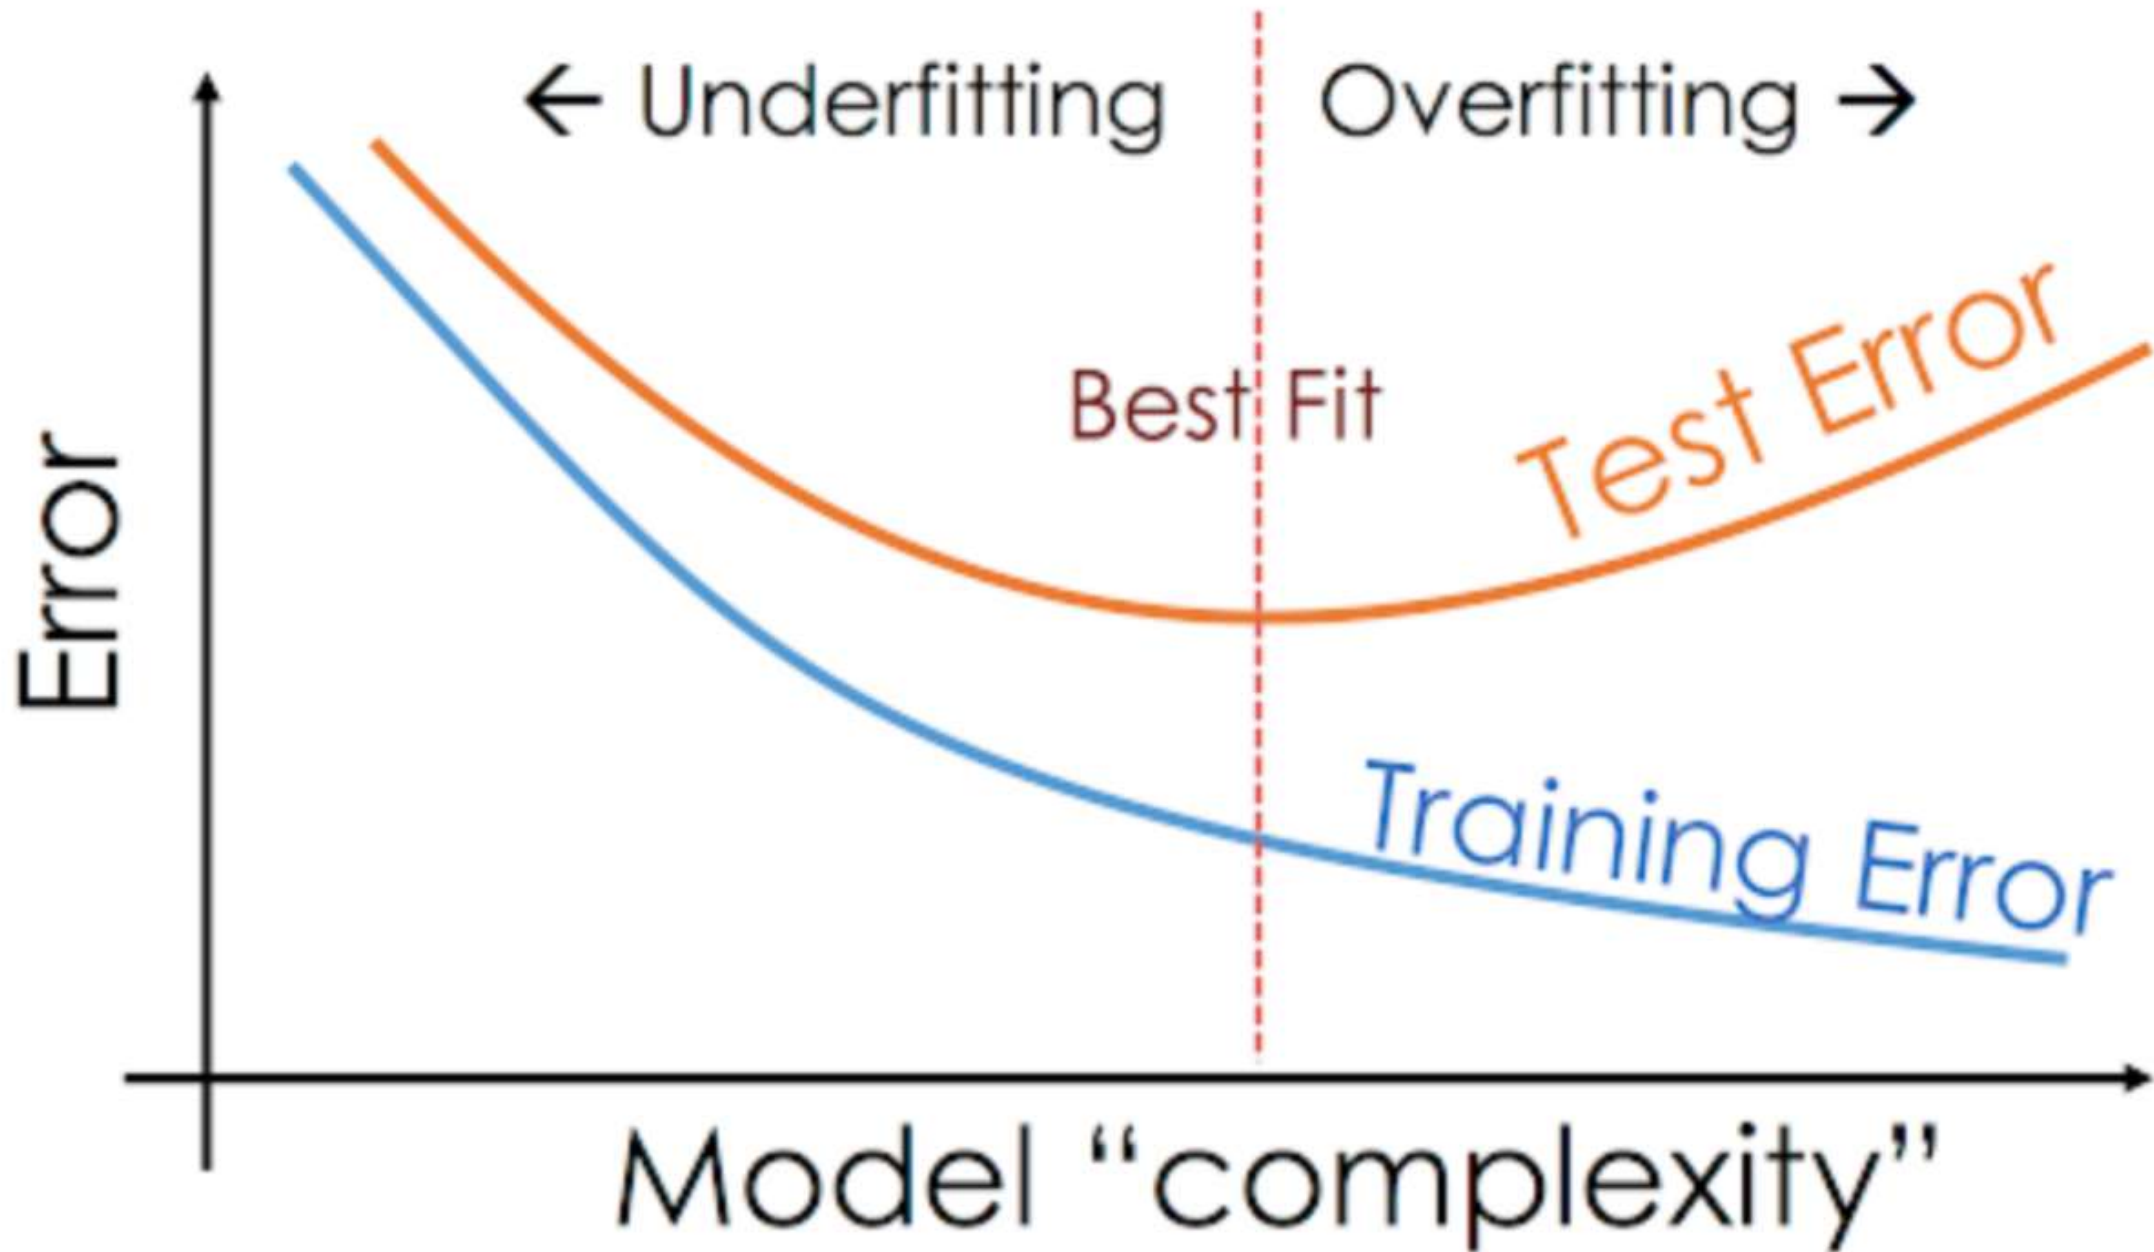 ← Underfitting
Overfitting →
Best Fit
Test Error
Error
Training Error
Model “complexity”